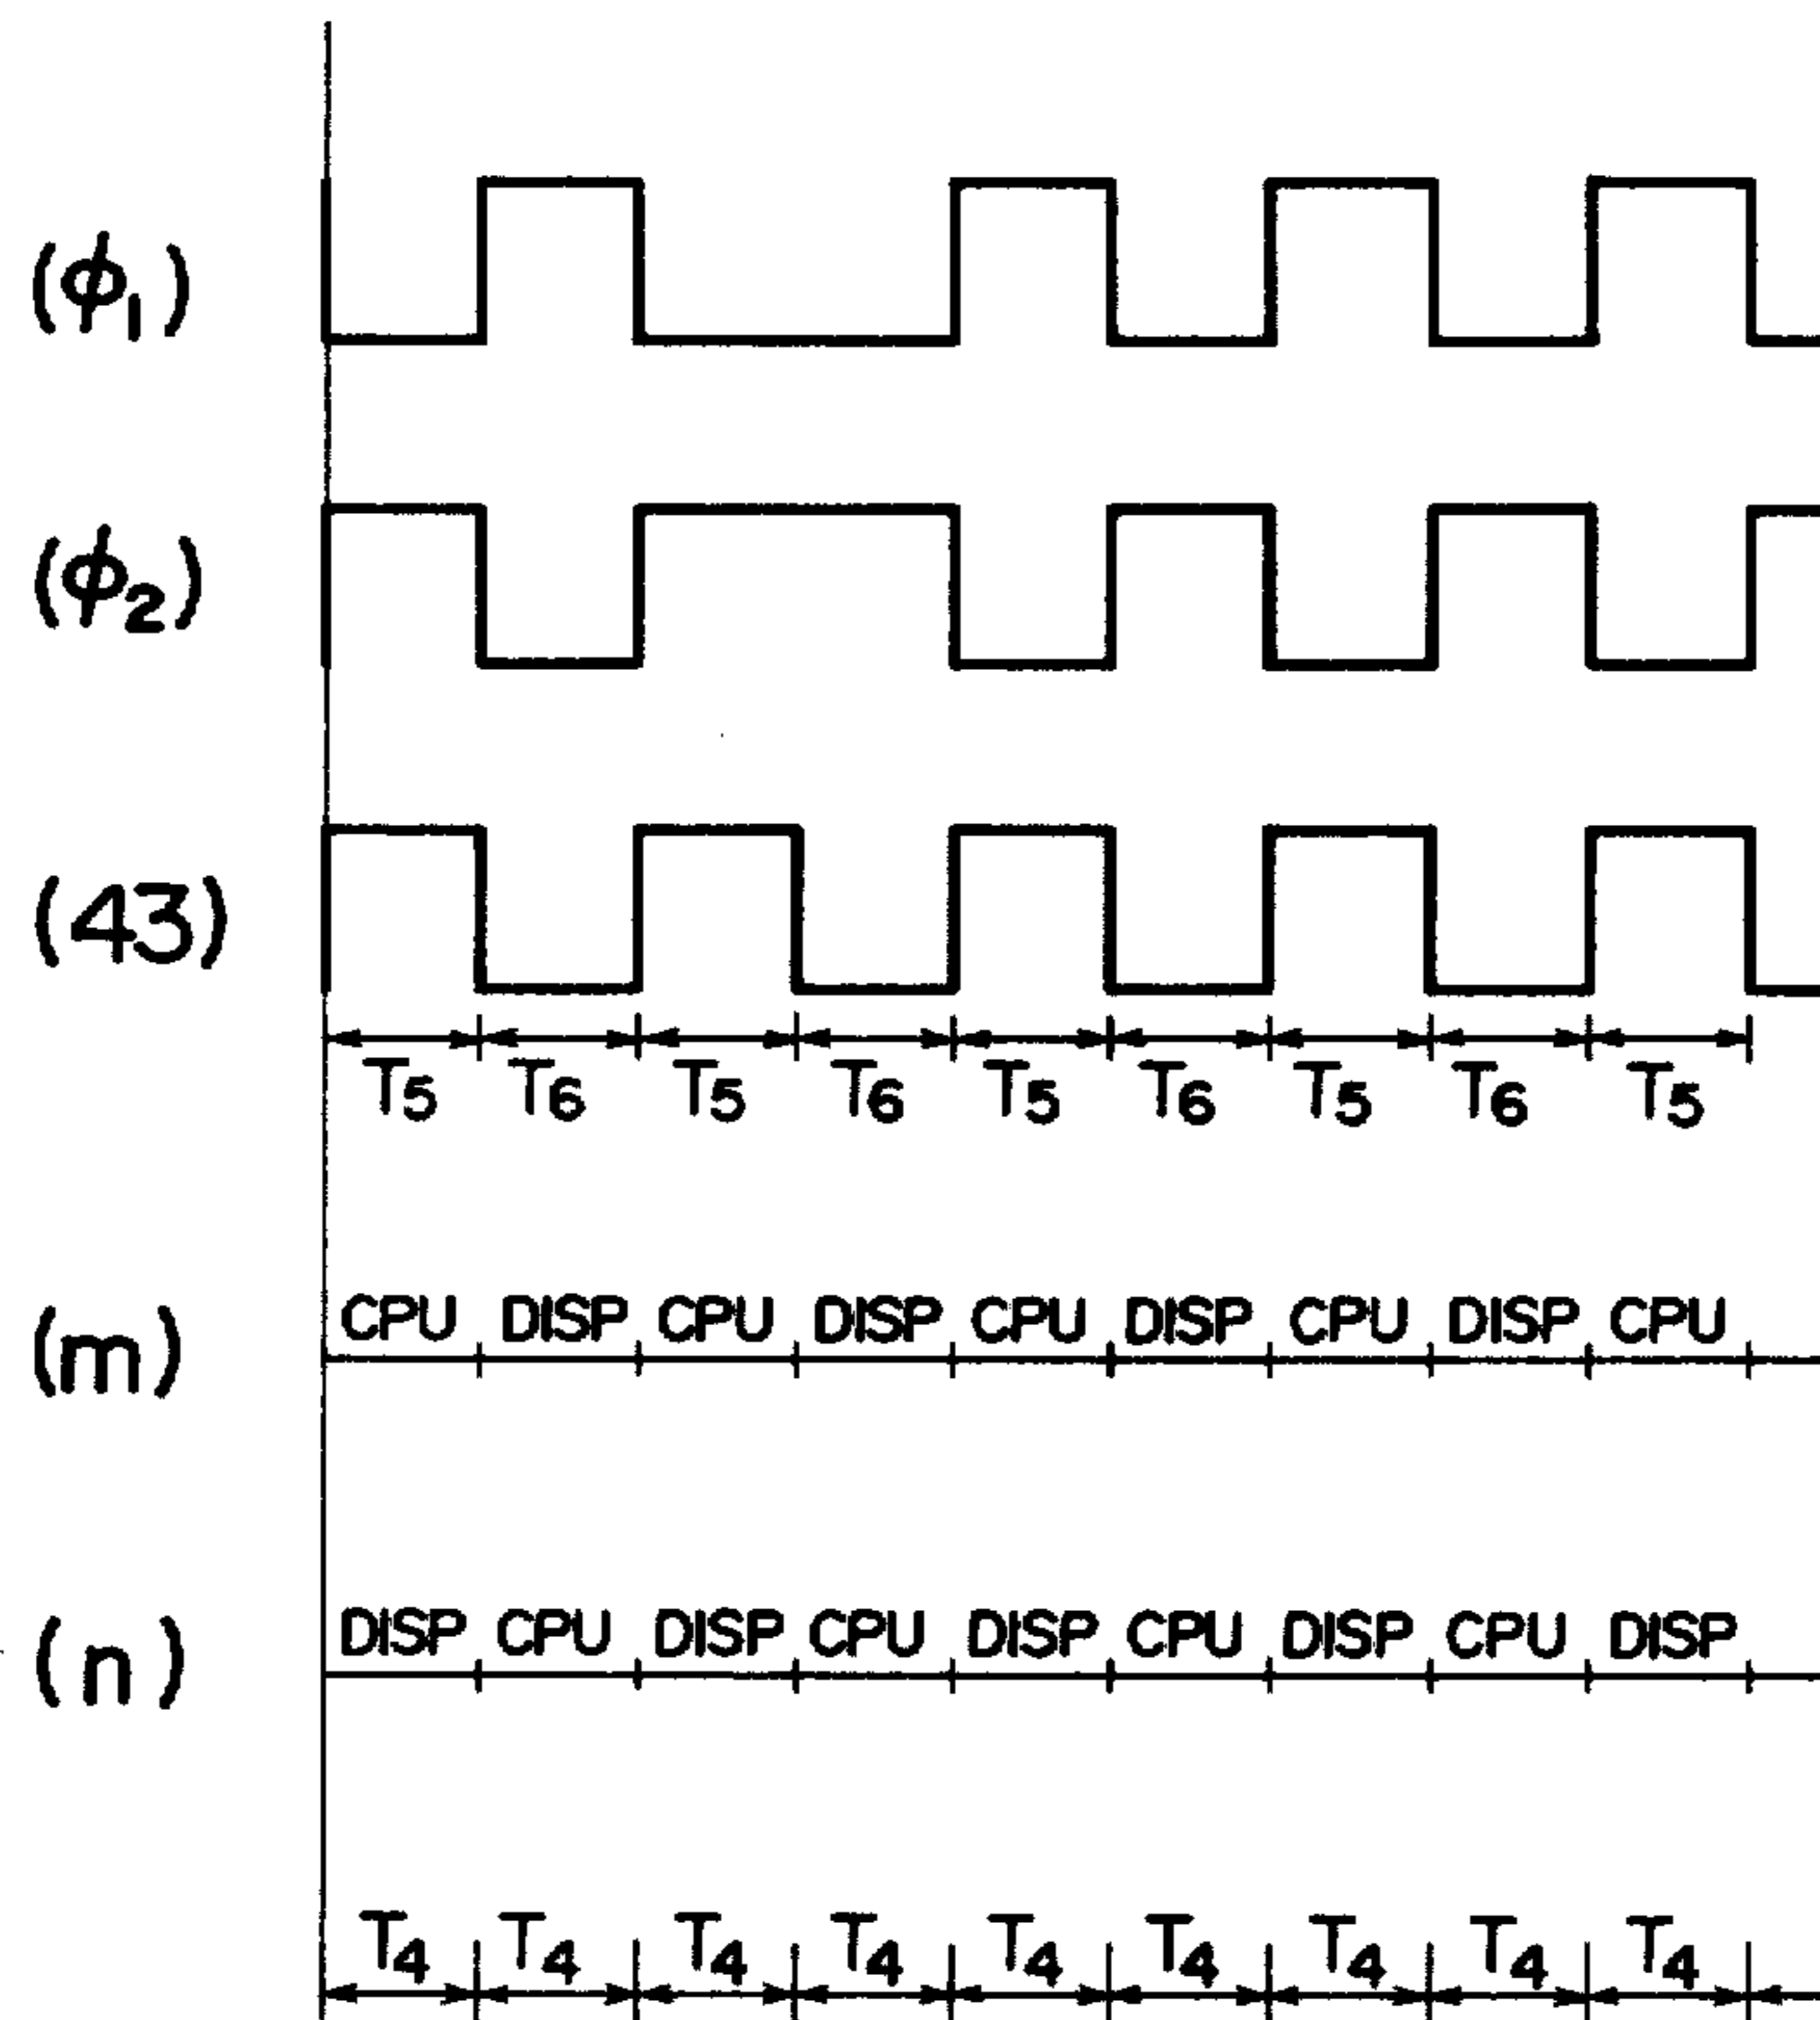 (ϕ1)
(ϕ2)
(43)
T5 T6 T5 T6 T5 T6 T5 T6 T5
(m) CPU DISP CPU DISP CPU DISP CPU DISP CPU
(n) DISP CPU DISP CPU DISP CPU DISP CPU DISP
T4 T4 T4 T4 T4 T4 T4 T4 T4